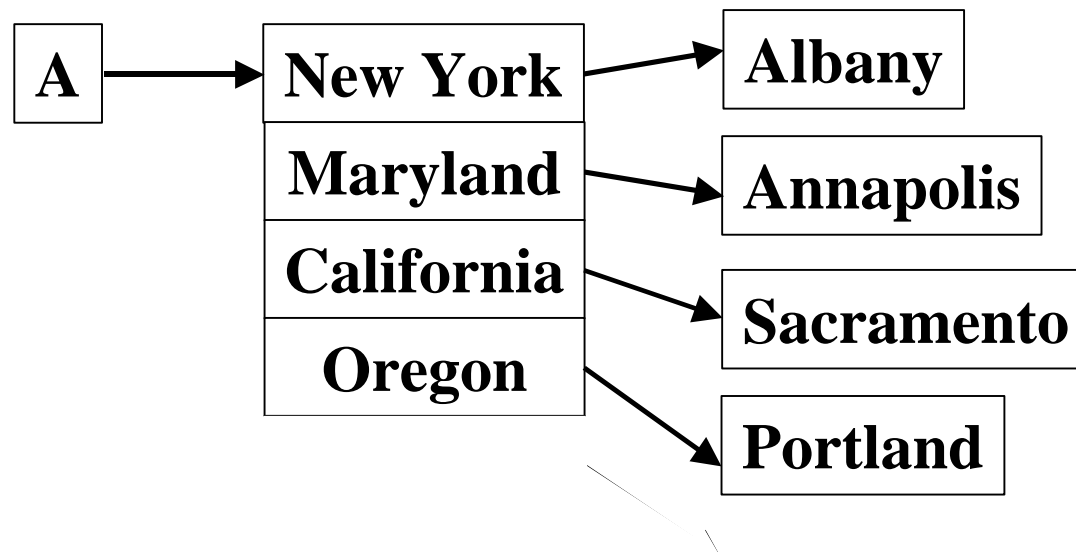 A
New York
Maryland
California
Oregon
Albany
Annapolis
Sacramento
Portland